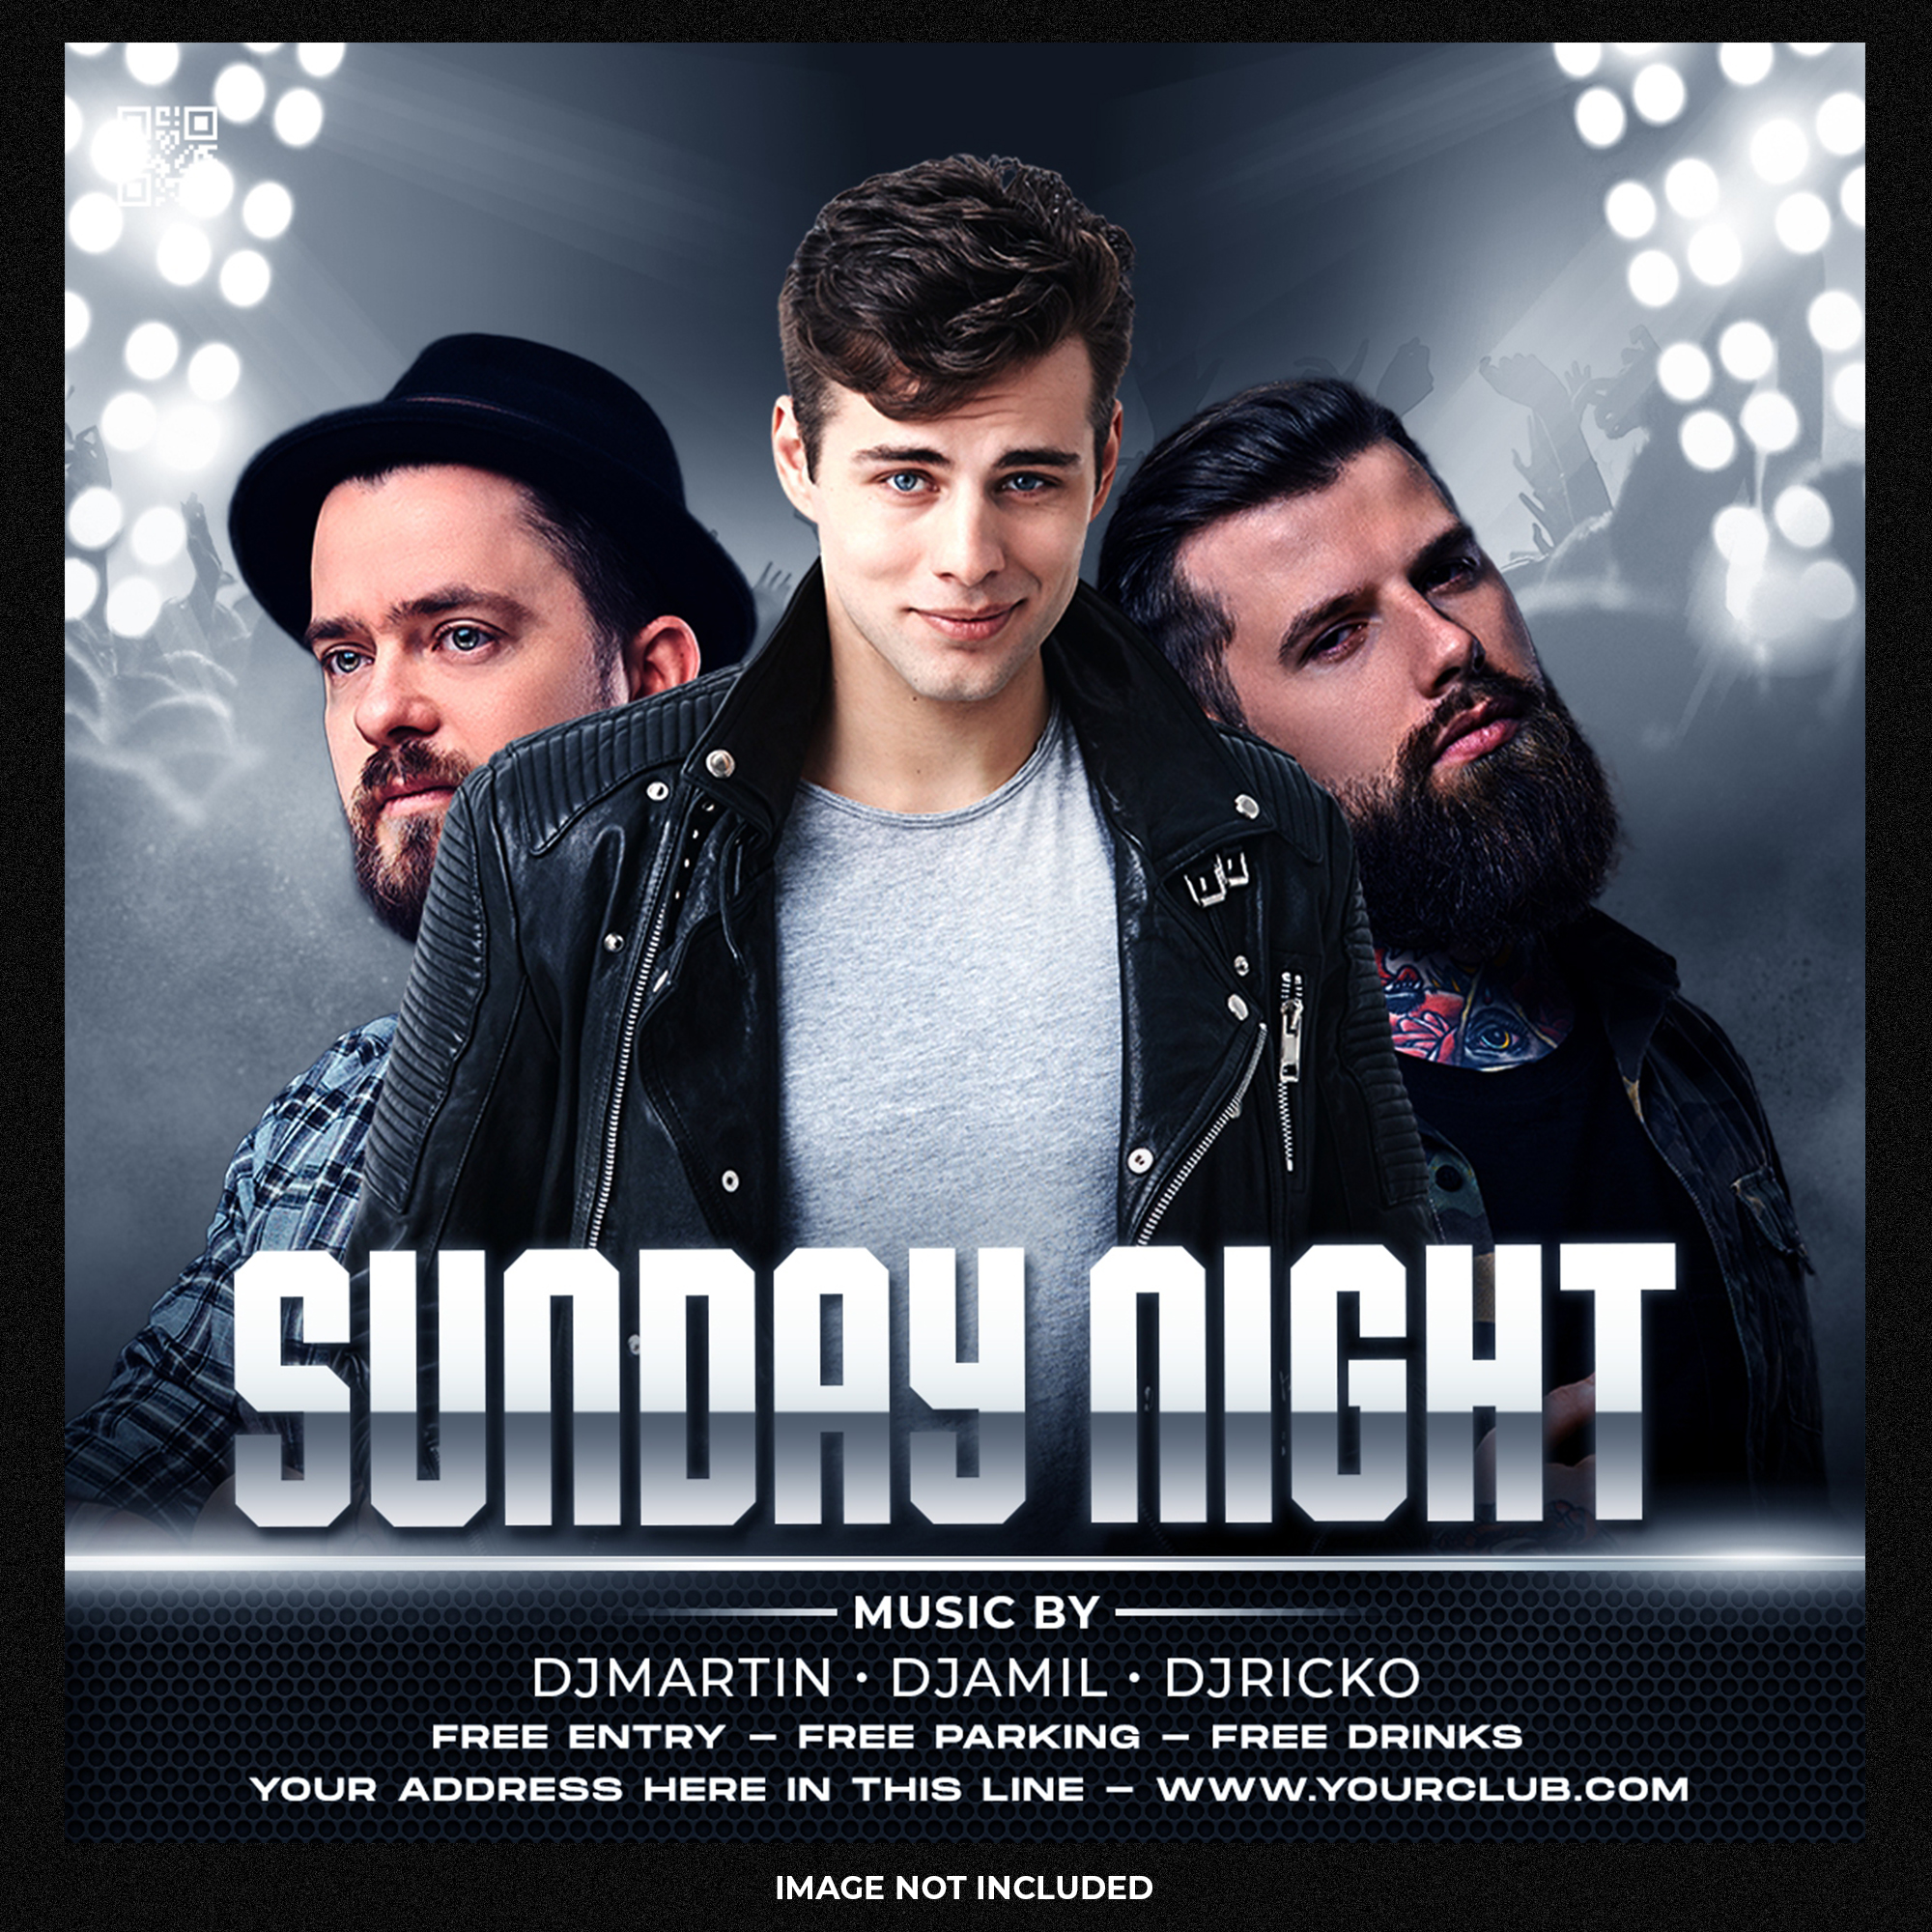 SUNDAY NIGHT
MUSIC BY
DJMARTIN • DJAMIL • DJRICKO
FREE ENTRY – FREE PARKING – FREE DRINKS
YOUR ADDRESS HERE IN THIS LINE – WWW.YOURCLUB.COM
IMAGE NOT INCLUDED